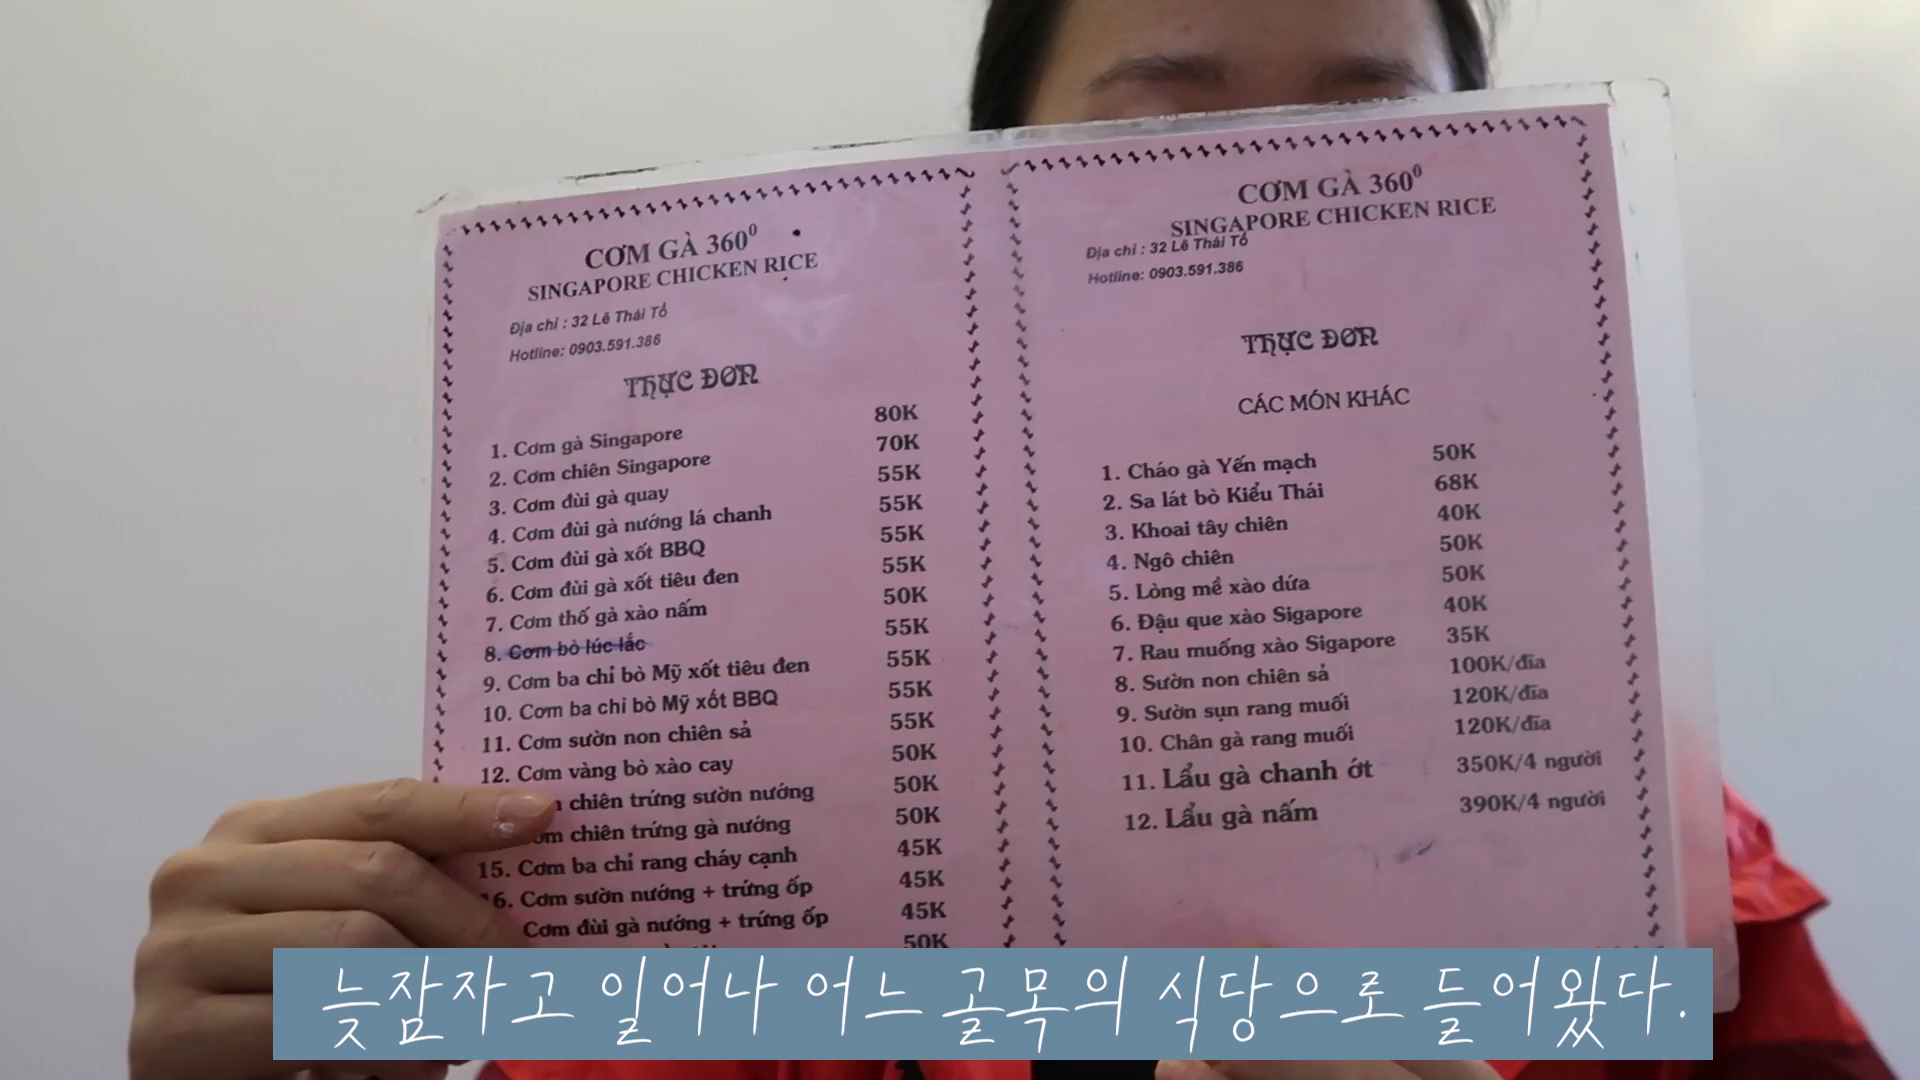 CƠM GÀ 360⁰
SINGAPORE CHICKEN RICE
Địa chỉ : 32 Lê Thái Tổ
Hotline: 0903.591.386
THỰC ĐƠN
1. Cơm gà Singapore 80K
2. Cơm chiên Singapore 70K
3. Cơm đùi gà quay 55K
4. Cơm đùi gà nướng lá chanh 55K
5. Cơm đùi gà xốt BBQ 55K
6. Cơm đùi gà xốt tiêu đen 55K
7. Cơm thố gà xào nấm 50K
8. Cơm bò lúc lắc 55K
9. Cơm ba chỉ bò Mỹ xốt tiêu đen 55K
10. Cơm ba chỉ bò Mỹ xốt BBQ 55K
11. Cơm sườn non chiên sả 55K
12. Cơm vàng bò xào cay 50K
chiên trứng sườn nướng 50K
chiên trứng gà nướng 50K
15. Cơm ba chỉ rang cháy cạnh 45K
16. Cơm sườn nướng + trứng ốp 45K
Cơm đùi gà nướng + trứng ốp 45K
50K
CƠM GÀ 360⁰
SINGAPORE CHICKEN RICE
Địa chỉ : 32 Lê Thái Tổ
Hotline: 0903.591.386
THỰC ĐƠN
CÁC MÓN KHÁC
1. Cháo gà Yến mạch 50K
2. Sa lát bò Kiểu Thái 68K
3. Khoai tây chiên 40K
4. Ngô chiên 50K
5. Lòng mề xào dứa 50K
6. Đậu que xào Sigapore 40K
7. Rau muống xào Sigapore 35K
8. Sườn non chiên sả 100K/đĩa
9. Sườn sụn rang muối 120K/đĩa
10. Chân gà rang muối 120K/đĩa
11. Lẩu gà chanh ớt 350K/4 người
12. Lẩu gà nấm 390K/4 người
늦잠자고 일어나 어느 골목의 식당으로 들어왔다.